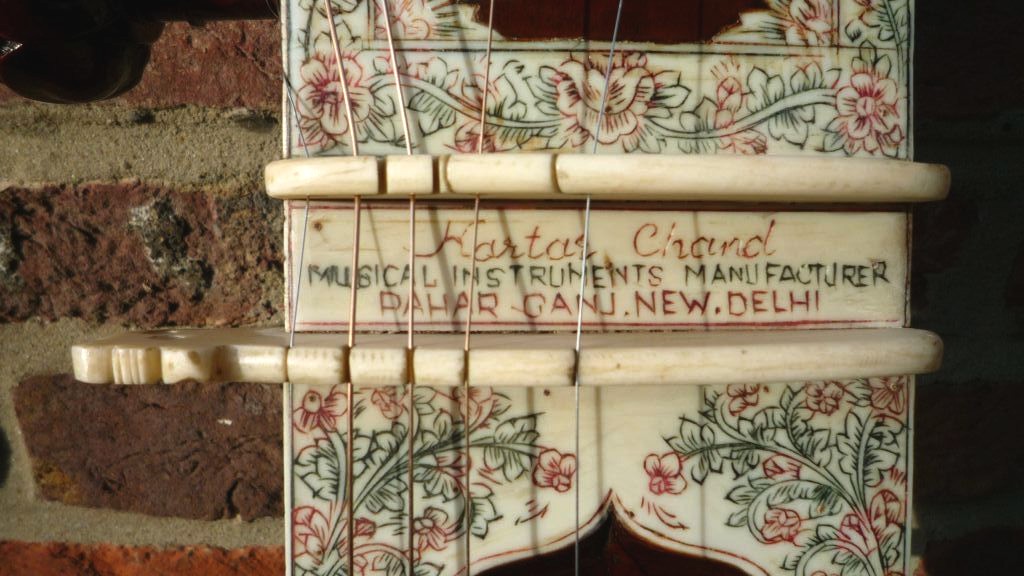 Kartar Chand
MUSICAL INSTRUMENTS MANUFACTURER
PAHAR GANJ.NEW.DELHI